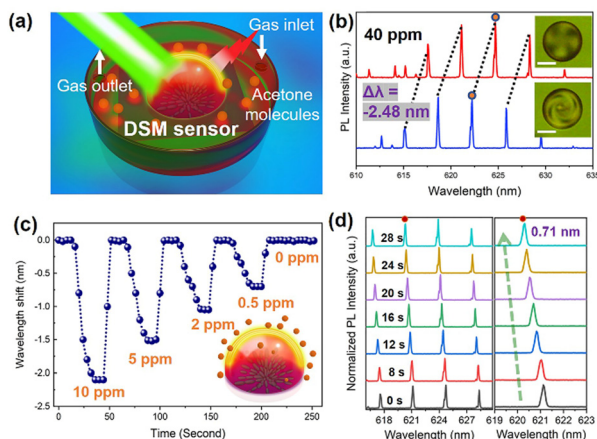 (a)
Gas inlet
Gas outlet
Acetone
molecules
DSM sensor
(b)
40 ppm
Δλ =
-2.48 nm
PL Intensity (a.u.)
610 615 620 625 630 635
Wavelength (nm)
(c)
0.0
-0.5
-1.0
-1.5
-2.0
-2.5
Wavelength shift (nm)
0 ppm
0.5 ppm
2 ppm
5 ppm
10 ppm
0 50 100 150 200 250
Time (Second)
(d)
Normalized PL Intensity (a.u.)
28 s
24 s
20 s
16 s
12 s
8 s
0 s
0.71 nm
618 621 624 627 619 620 621 622 623
Wavelength (nm) Wavelength (nm)